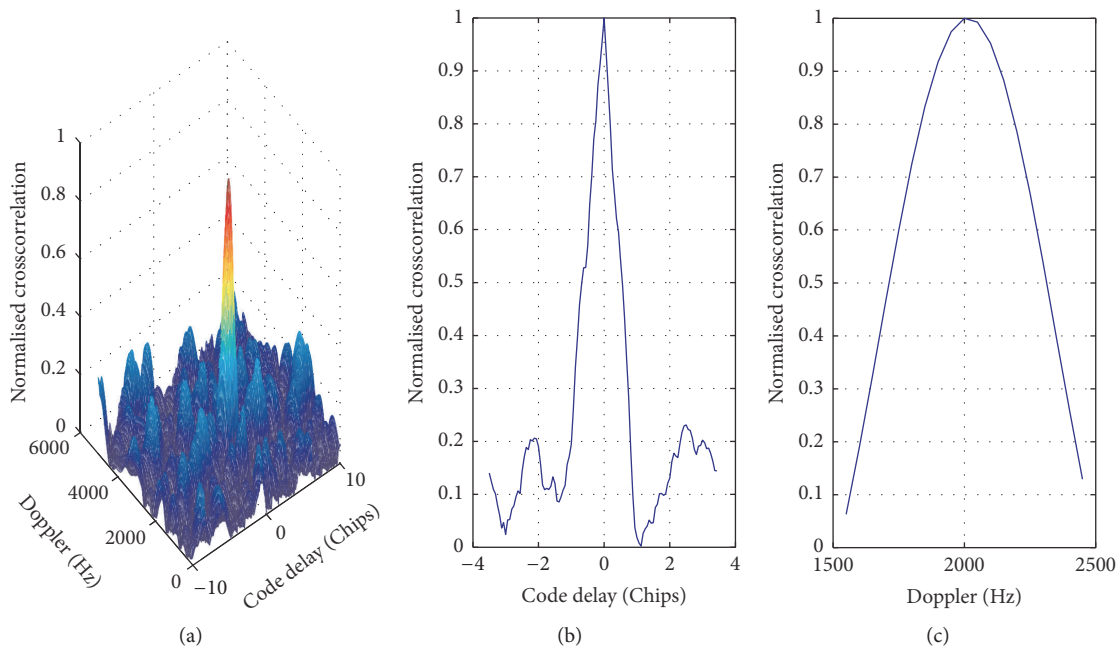 1
0.8
0.6
0.4
0.2
0
Normalised crosscorrelation
6000
4000
2000
0
Doppler (Hz)
−10
0
10
Code delay (Chips)
(a)
1
0.9
0.8
0.7
0.6
0.5
0.4
0.3
0.2
0.1
0
Normalised crosscorrelation
−4 −2 0 2 4
Code delay (Chips)
(b)
1
0.9
0.8
0.7
0.6
0.5
0.4
0.3
0.2
0.1
0
Normalised crosscorrelation
1500 2000 2500
Doppler (Hz)
(c)